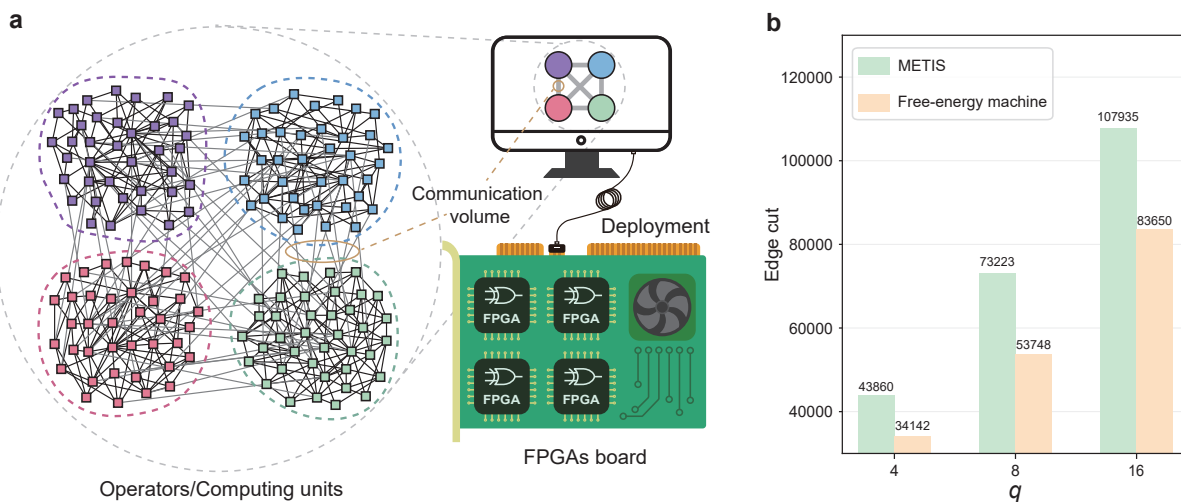 a
Communication
volume
Deployment
FPGA
FPGA
FPGA
FPGA
FPGAs board
Operators/Computing units
b
METIS
Free-energy machine
Edge cut
120000
100000
80000
60000
40000
43860
34142
73223
53748
107935
83650
4
8
16
q